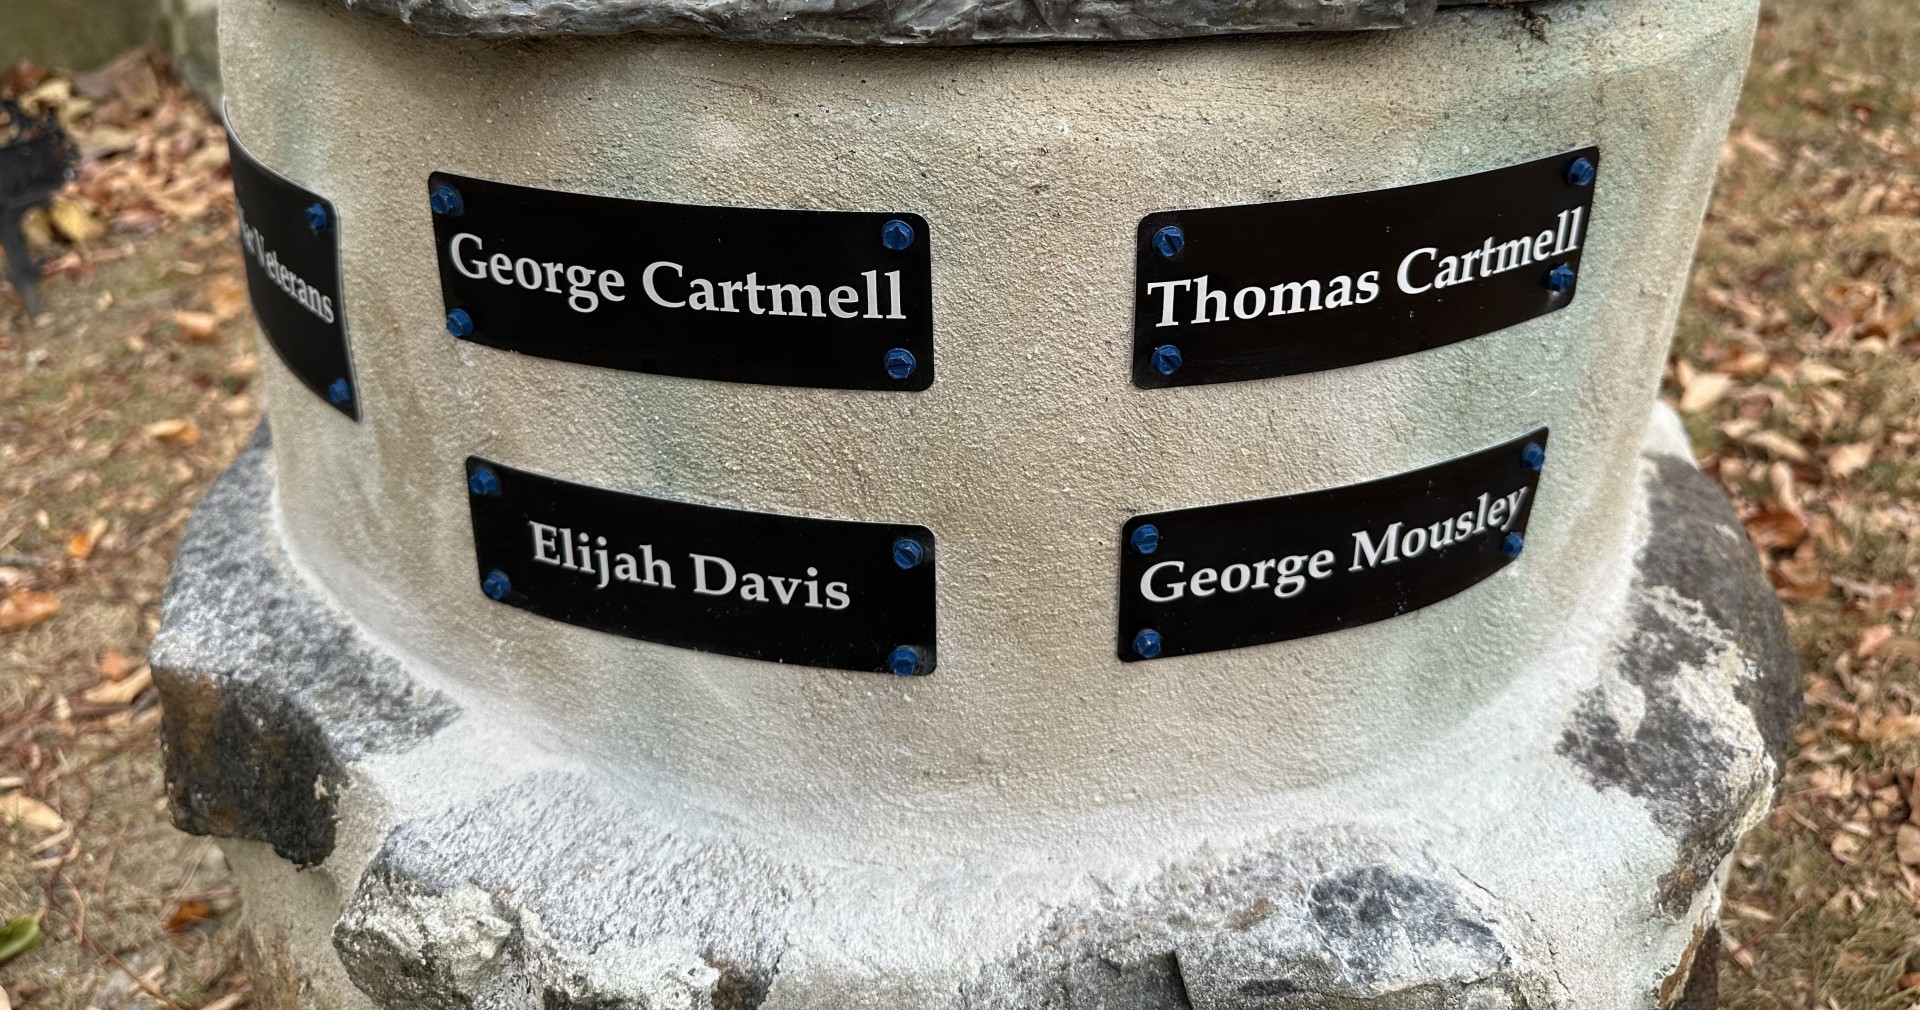 Veterans
George Cartmell
Thomas Cartmell
Elijah Davis
George Mousley